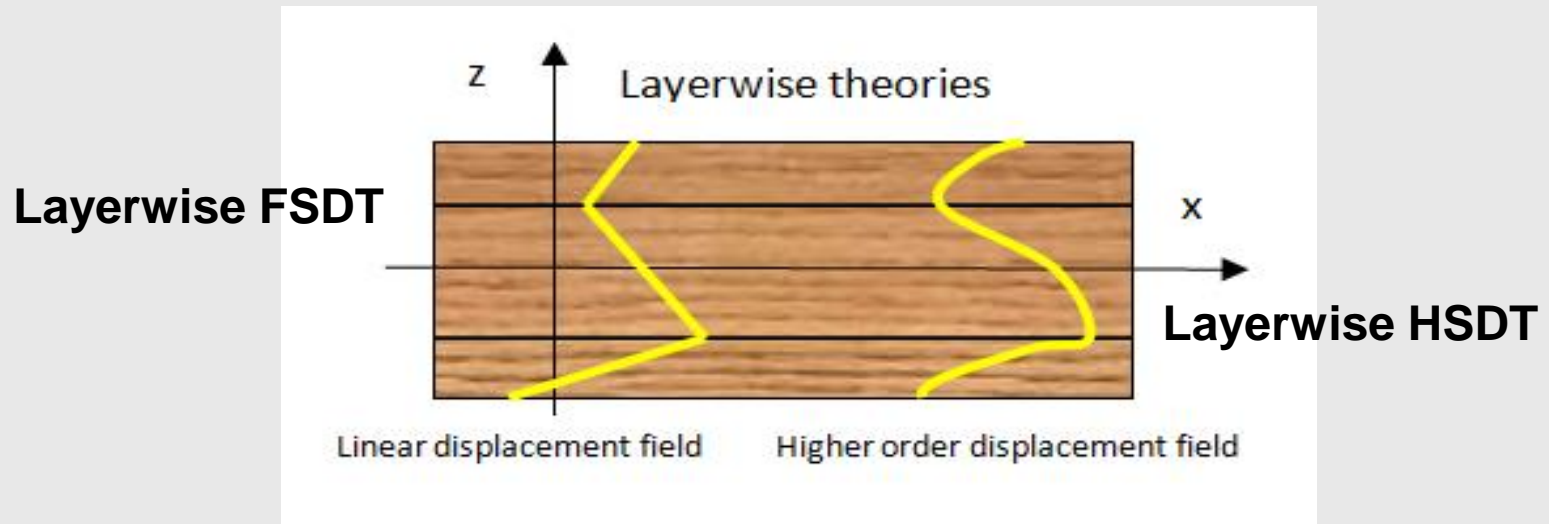 z
Layerwise theories
Layerwise FSDT
x
Layerwise HSDT
Linear displacement field
Higher order displacement field